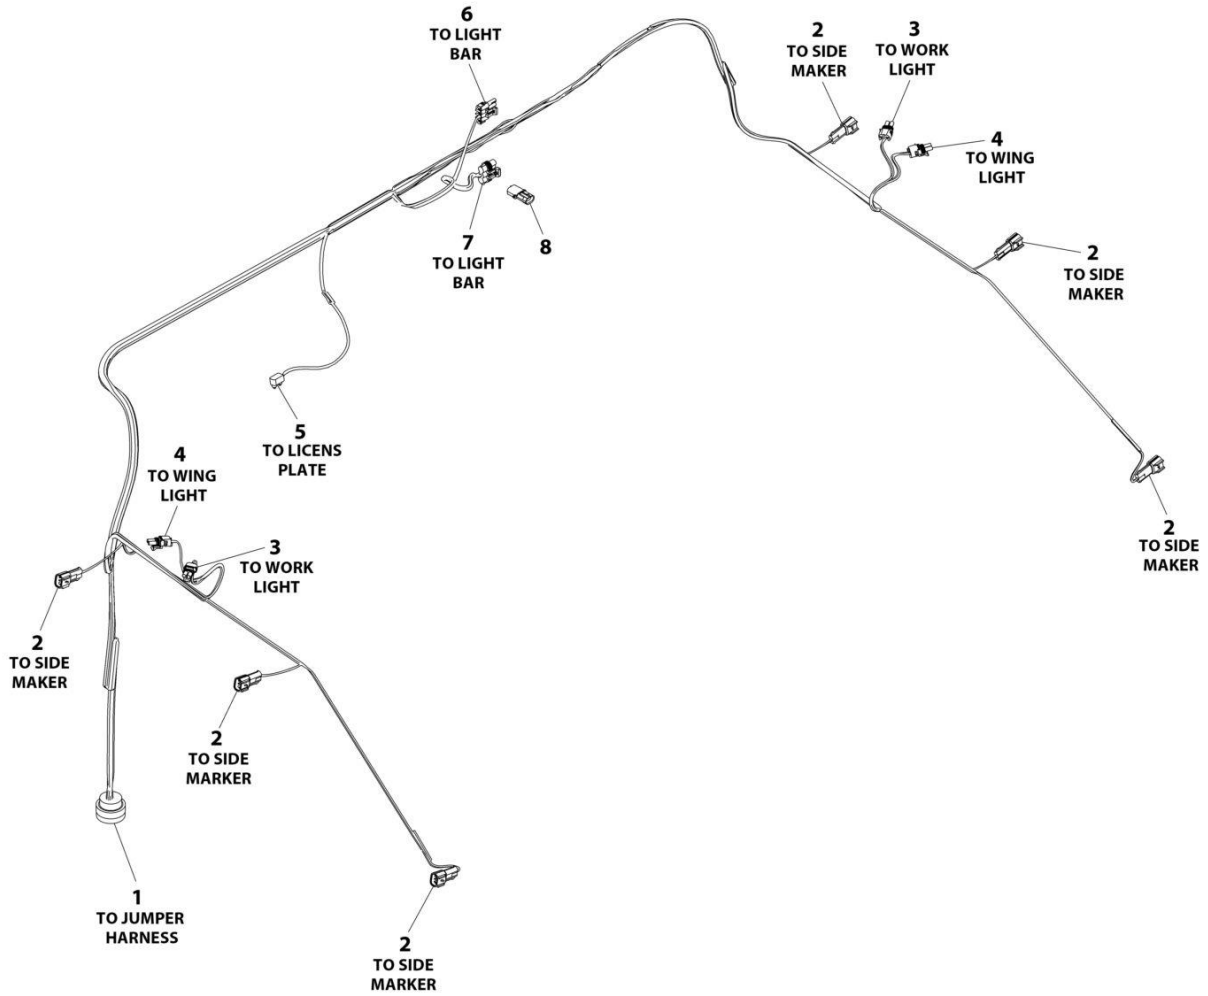 6
TO LIGHT
BAR
2
TO SIDE
MAKER
3
TO WORK
LIGHT
4
TO WING
LIGHT
7
TO LIGHT
BAR
8
2
TO SIDE
MAKER
5
TO LICENS
PLATE
4
TO WING
LIGHT
3
TO WORK
LIGHT
2
TO SIDE
MAKER
2
TO SIDE
MAKER
2
TO SIDE
MARKER
1
TO JUMPER
HARNESS
2
TO SIDE
MARKER